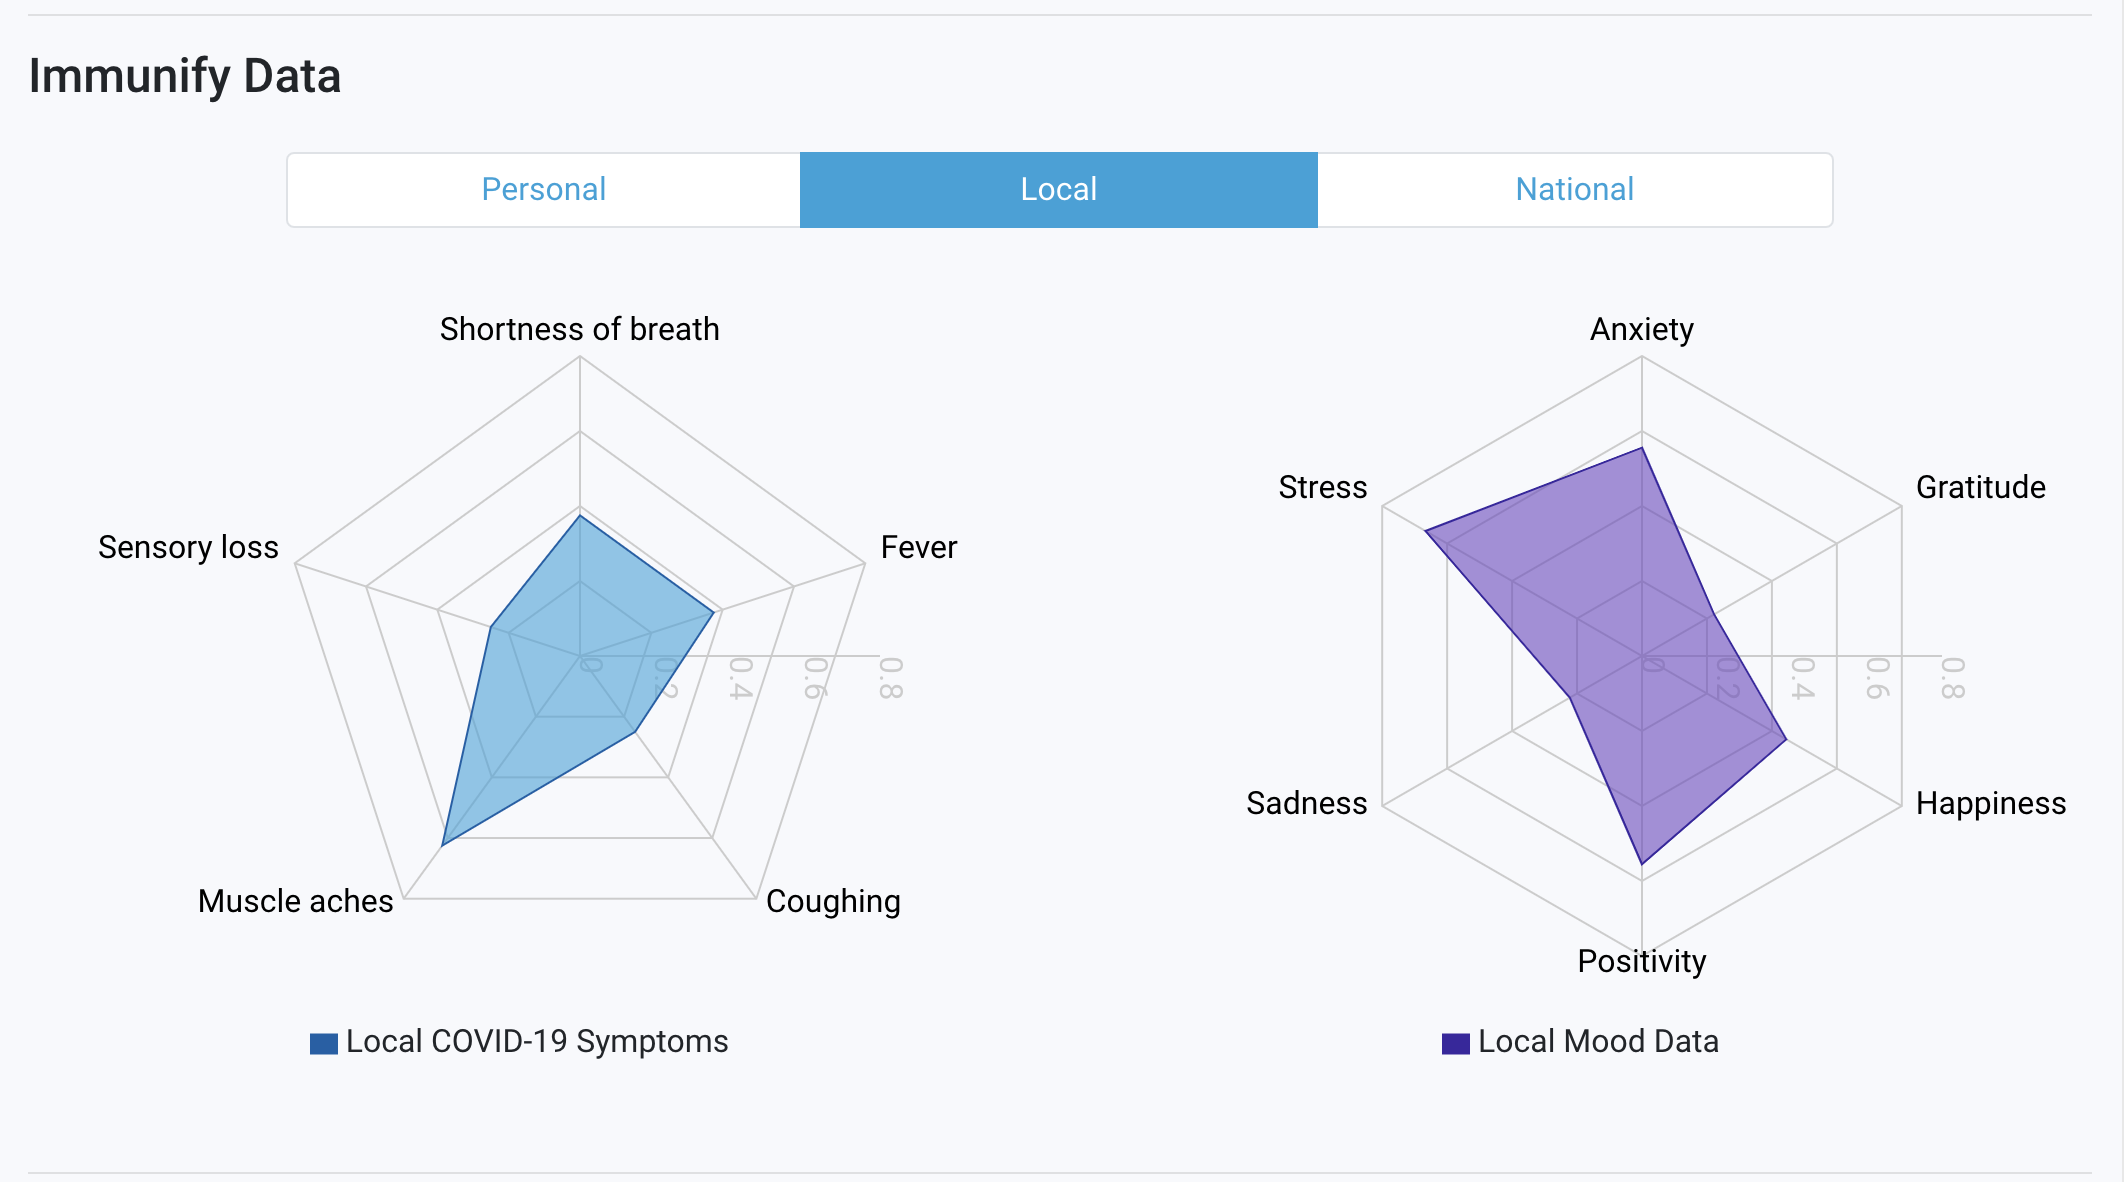 Immunify Data
Personal Local National
Shortness of breath
Sensory loss
Fever
Muscle aches
Coughing
0 0.2 0.4 0.6 0.8
Local COVID-19 Symptoms
Anxiety
Stress
Gratitude
Sadness
Happiness
Positivity
0 0.2 0.4 0.6 0.8
Local Mood Data